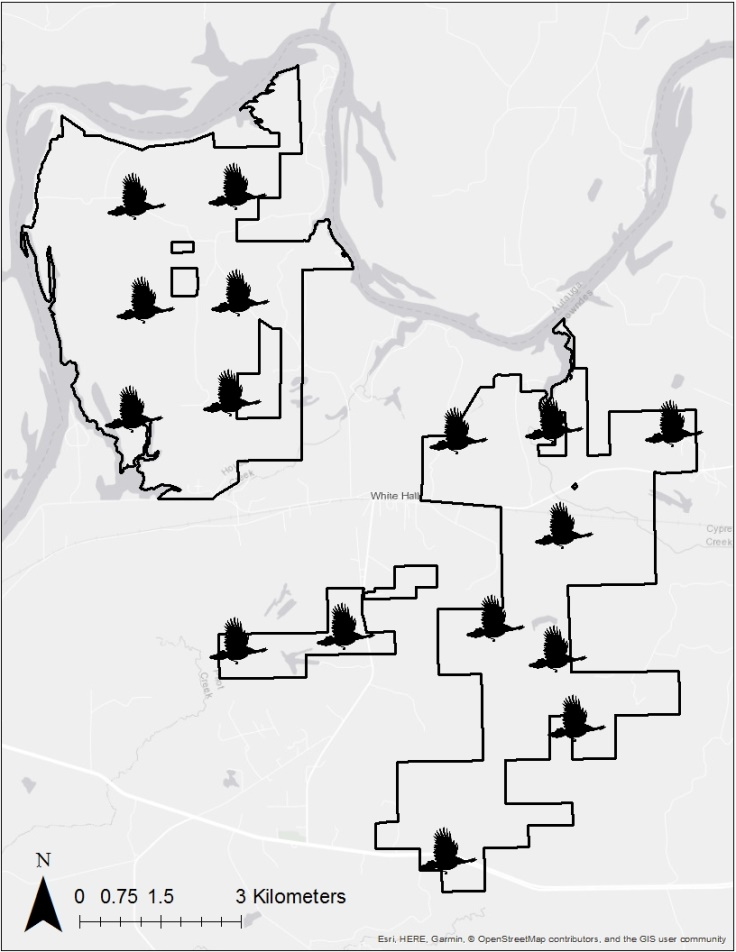 White Hall
Cypre
Creek
Creek
N
0 0.75 1.5 3 Kilometers
Esri, HERE, Garmin, © OpenStreetMap contributors, and the GIS user community